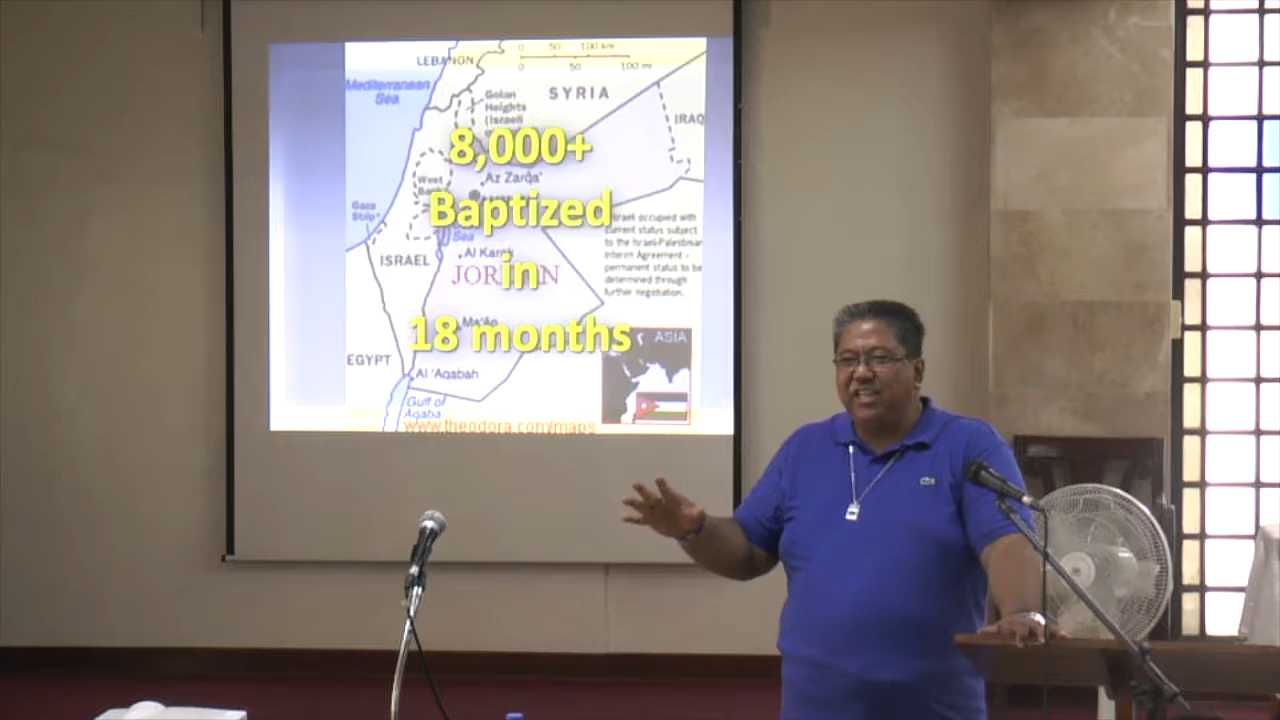 0 50 100 km
0 50 100 mi
LEBANON
Mediterranean
Sea
Golan
Heights
(Israeli
SYRIA
IRAQ
8,000+
West
Az Zarqa'
Baptized
Gaza
Strip
Sea
Israeli occupied with
current status subject
to the Israeli-Palestinian
Interim Agreement -
permanent status to be
determined through
further negotiation.
ISRAEL
Al Karak
JORDAN
in
Ma'An
18 months
ASIA
EGYPT
Al 'Aqabah
Gulf of
Aqaba
www.theodora.com/maps